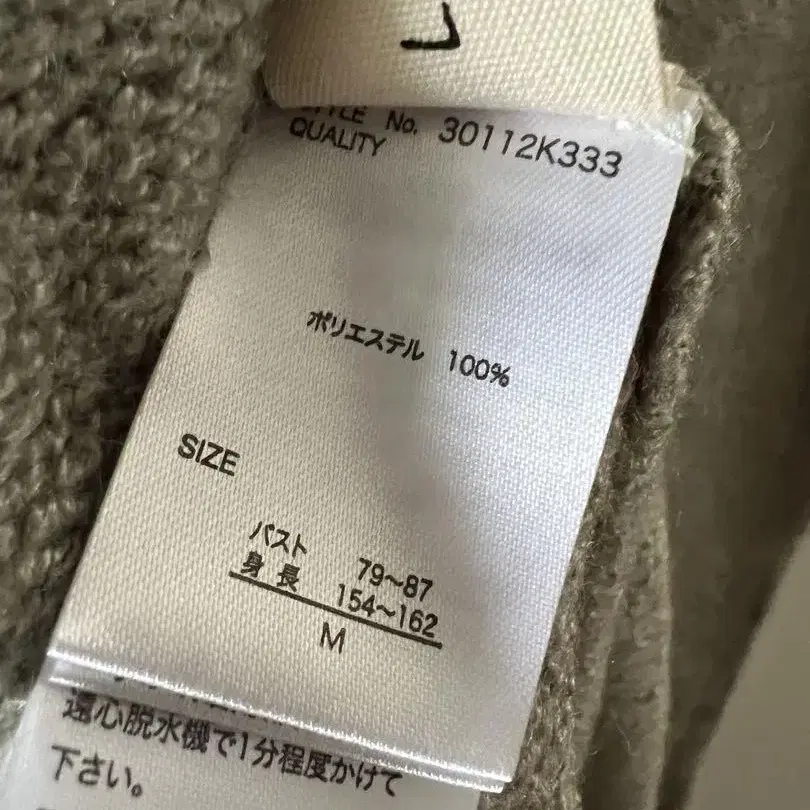 STYLE No. 30112K333
QUALITY
ポリエステル 100%
SIZE
バスト 79~87
身長 154~162
M
遠心脱水機で1分程度かけて
下さい。